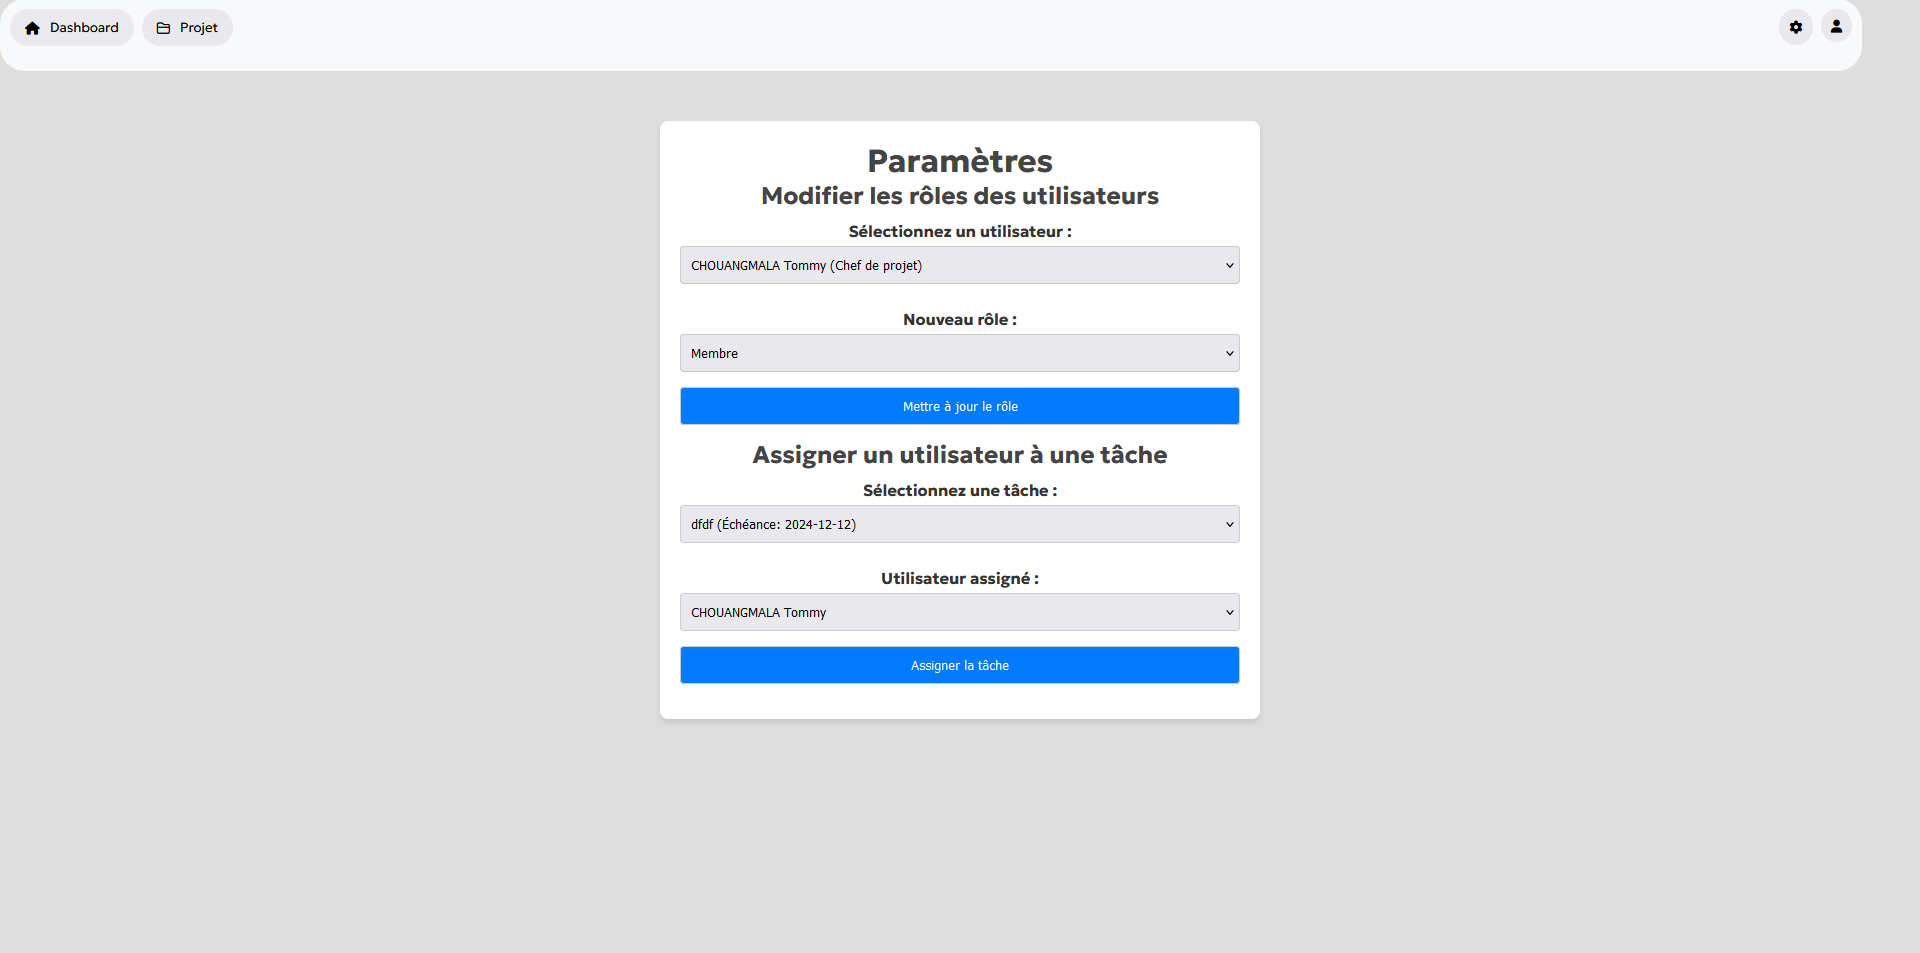 Dashboard
Projet
Paramètres
Modifier les rôles des utilisateurs
Sélectionnez un utilisateur :
CHOUANGMALA Tommy (Chef de projet)
Nouveau rôle :
Membre
Mettre à jour le rôle
Assigner un utilisateur à une tâche
Sélectionnez une tâche :
dfdf (Échéance: 2024-12-12)
Utilisateur assigné :
CHOUANGMALA Tommy
Assigner la tâche